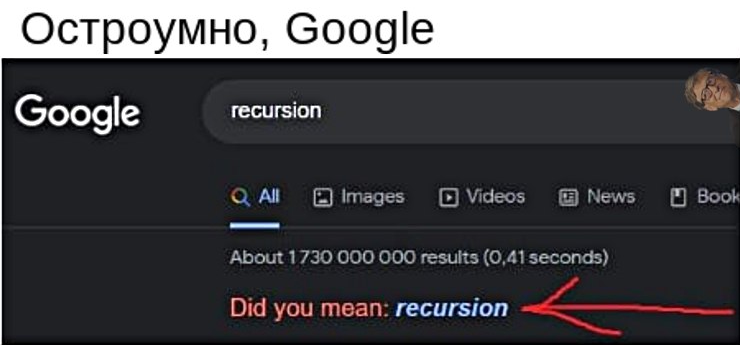 Остроумно, Google
Google
recursion
All Images Videos News Book
About 1 730 000 000 results (0,41 seconds)
Did you mean: recursion